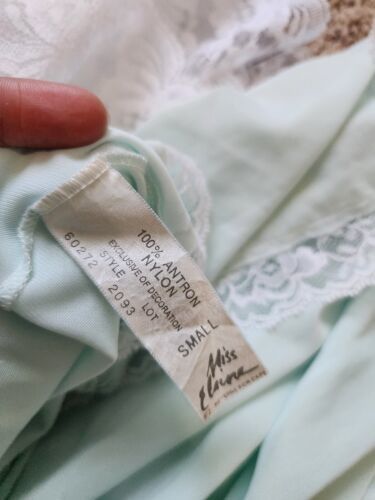 100% ANTRON
NYLON
EXCLUSIVE OF DECORATION
STYLE LOT
60272 2093
SMALL
Miss
Elaine